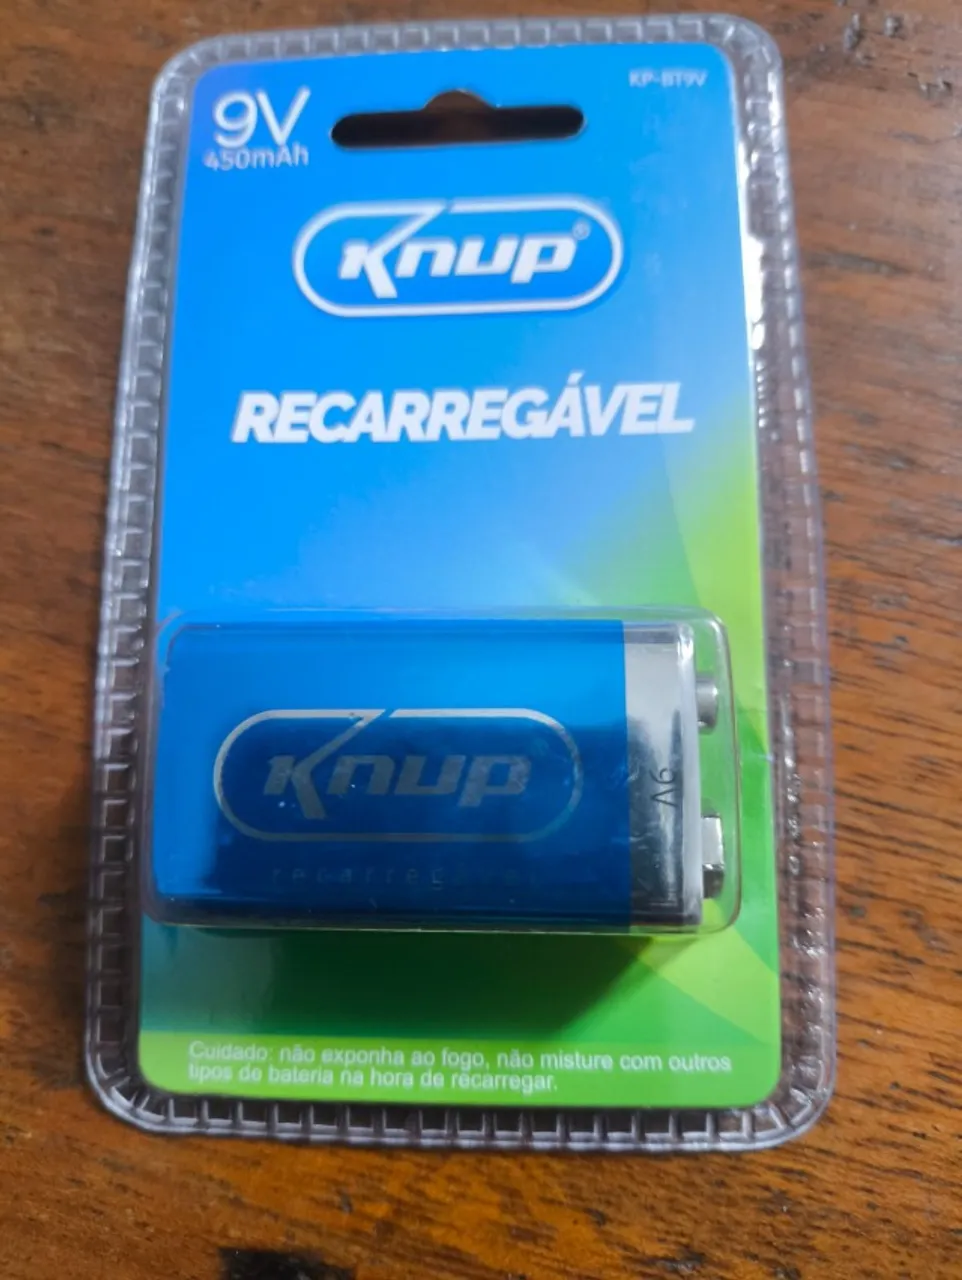 9V
450mAh
KP-BT9V
Knup®
RECARREGÁVEL
Knup
recarregável
9V
Cuidado: não exponha ao fogo, não misture com outros
tipos de bateria na hora de recarregar.